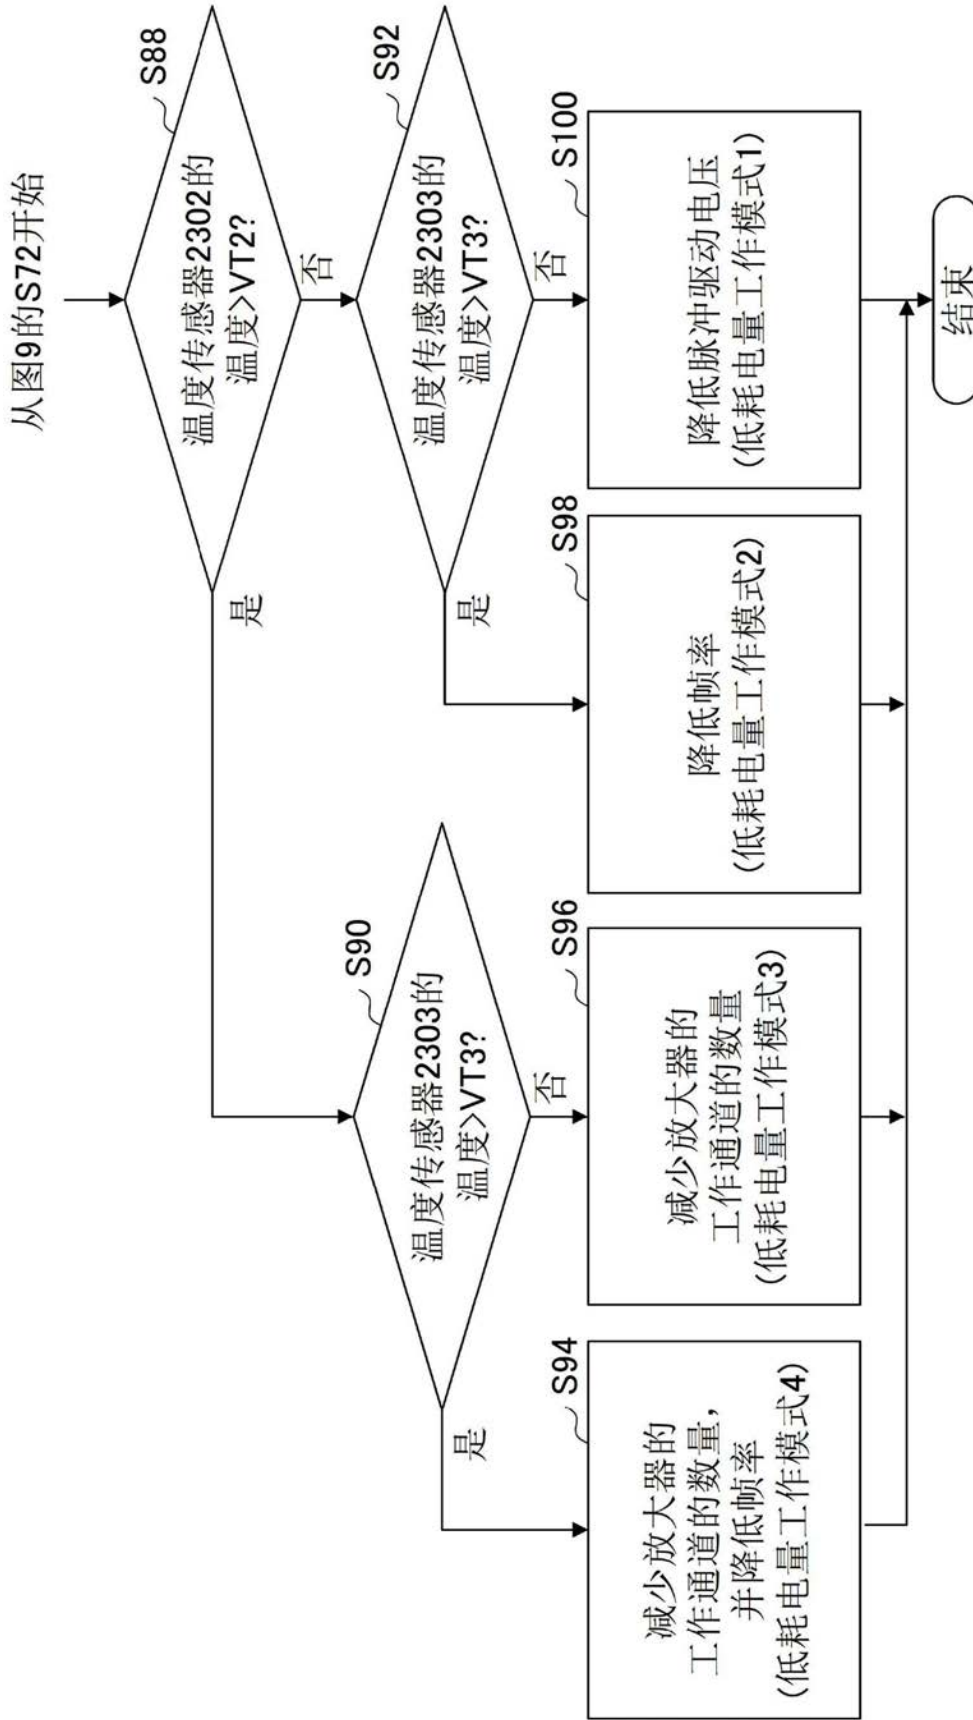 从图9的S72开始
S88
温度传感器2302的
温度>VT2?
是
否
S90
温度传感器2303的
温度>VT3?
是
否
S92
温度传感器2303的
温度>VT3?
是
否
S94
减少放大器的
工作通道的数量，
并降低帧率
(低耗电量工作模式4)
S96
减少放大器的
工作通道的数量
(低耗电量工作模式3)
S98
降低帧率
(低耗电量工作模式2)
S100
降低脉冲驱动电压
(低耗电量工作模式1)
结束